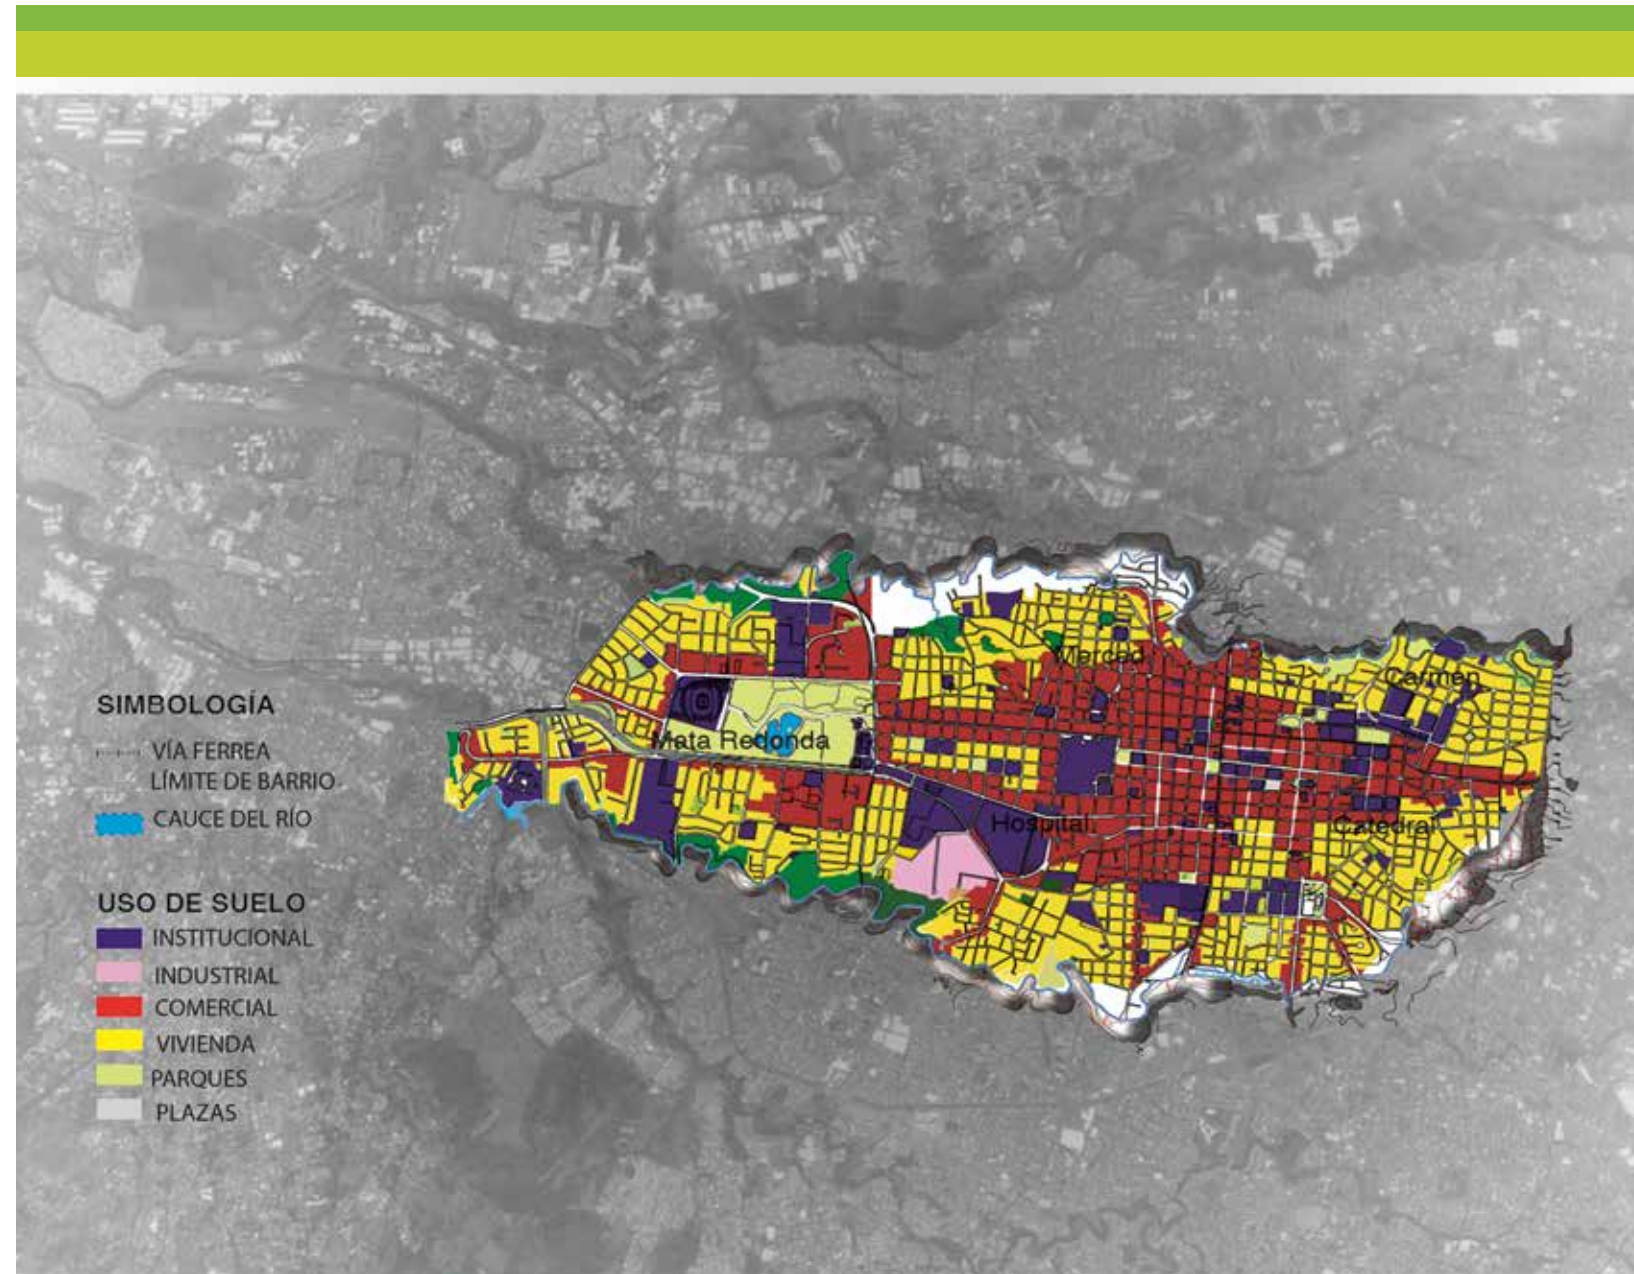 Merced
Carmen
Mata Redonda
Hospital
Catedral
SIMBOLOGÍA
VÍA FERREA
LÍMITE DE BARRIO
CAUCE DEL RÍO
USO DE SUELO
INSTITUCIONAL
INDUSTRIAL
COMERCIAL
VIVIENDA
PARQUES
PLAZAS